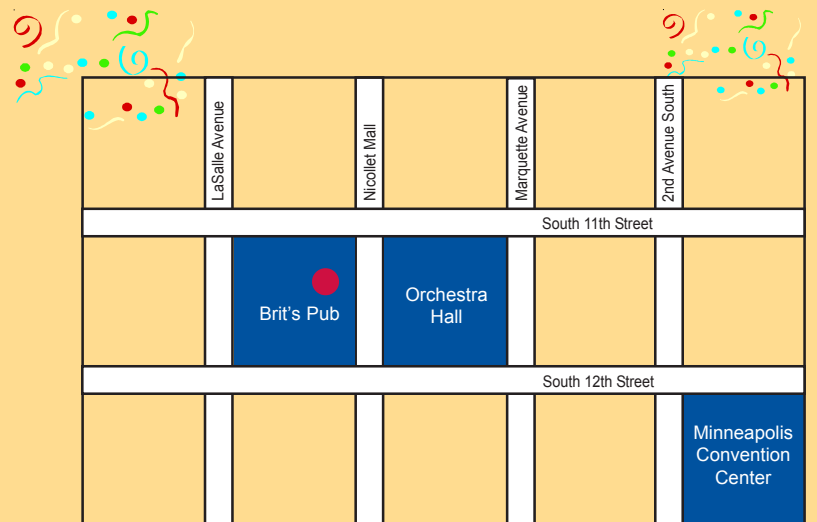 LaSalle Avenue
Nicollet Mall
Marquette Avenue
2nd Avenue South
South 11th Street
Brit's Pub
Orchestra
Hall
South 12th Street
Minneapolis
Convention
Center